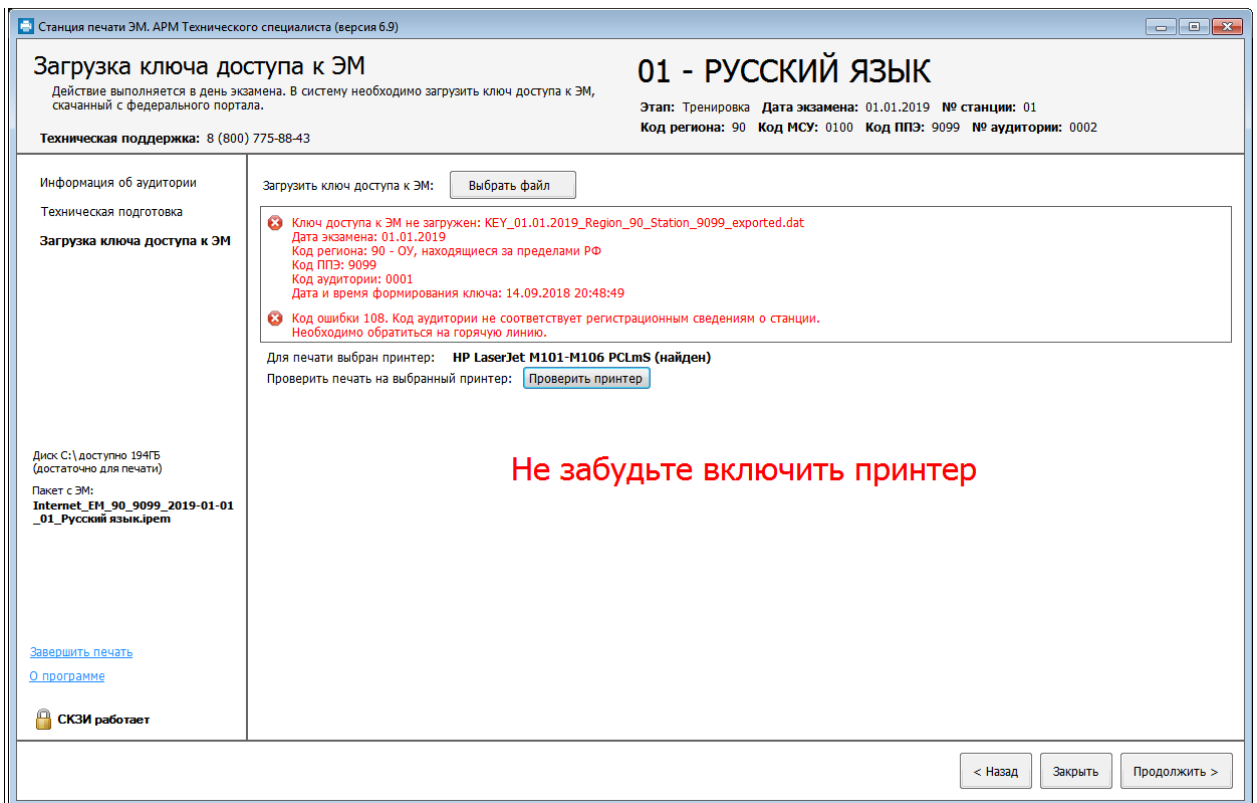 Станция печати ЭМ. АРМ Технического специалиста (версия 6.9)
Загрузка ключа доступа к ЭМ
Действие выполняется в день экзамена. В систему необходимо загрузить ключ доступа к ЭМ,
скачанный с федерального портала.
Техническая поддержка: 8 (800) 775-88-43
01 - РУССКИЙ ЯЗЫК
Этап: Тренировка Дата экзамена: 01.01.2019 № станции: 01
Код региона: 90 Код МСУ: 0100 Код ППЭ: 9099 № аудитории: 0002
Информация об аудитории
Техническая подготовка
Загрузка ключа доступа к ЭМ
Диск C:\ доступно 194ГБ
(достаточно для печати)
Пакет с ЭМ:
Internet_EM_90_9099_2019-01-01
_01_Русский язык.ipem
Завершить печать
О программе
СКЗИ работает
Загрузить ключ доступа к ЭМ: Выбрать файл
Ключ доступа к ЭМ не загружен: KEY_01.01.2019_Region_90_Station_9099_exported.dat
Дата экзамена: 01.01.2019
Код региона: 90 - ОУ, находящиеся за пределами РФ
Код ППЭ: 9099
Код аудитории: 0001
Дата и время формирования ключа: 14.09.2018 20:48:49
Код ошибки 108. Код аудитории не соответствует регистрационным сведениям о станции.
Необходимо обратиться на горячую линию.
Для печати выбран принтер: HP LaserJet M101-M106 PCLmS (найден)
Проверить печать на выбранный принтер: Проверить принтер
Не забудьте включить принтер
< Назад Закрыть Продолжить >